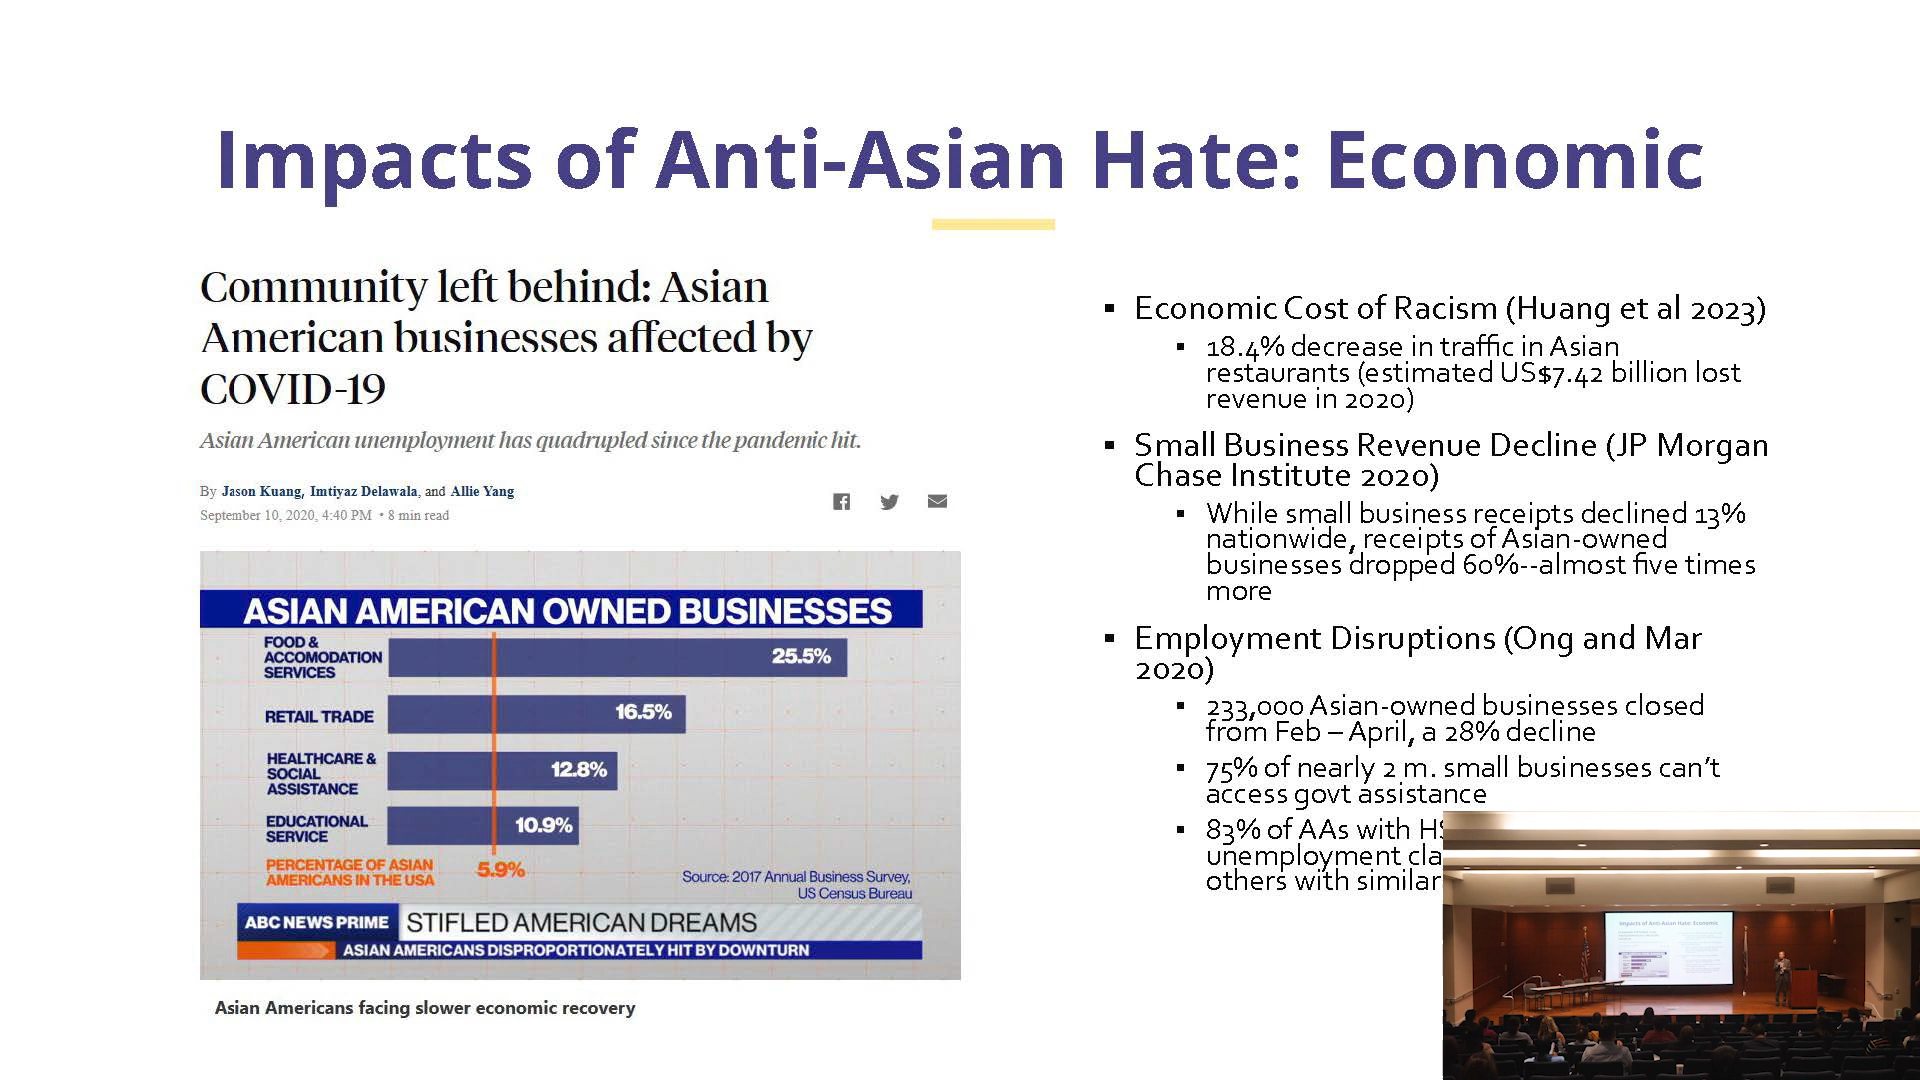 Impacts of Anti-Asian Hate: Economic
Community left behind: Asian
American businesses affected by
COVID-19
Asian American unemployment has quadrupled since the pandemic hit.
By Jason Kuang, Imtiyaz Delawala, and Allie Yang
September 10, 2020, 4:40 PM • 8 min read
ASIAN AMERICAN OWNED BUSINESSES
FOOD &
ACCOMODATION
SERVICES
25.5%
RETAIL TRADE
16.5%
HEALTHCARE &
SOCIAL
ASSISTANCE
12.8%
EDUCATIONAL
SERVICE
10.9%
PERCENTAGE OF ASIAN
AMERICANS IN THE USA
5.9%
Source: 2017 Annual Business Survey,
US Census Bureau
ABC NEWS PRIME
STIFLED AMERICAN DREAMS
ASIAN AMERICANS DISPROPORTIONATELY HIT BY DOWNTURN
Asian Americans facing slower economic recovery
▪ Economic Cost of Racism (Huang et al 2023)
▪ 18.4% decrease in traffic in Asian
restaurants (estimated US$7.42 billion lost
revenue in 2020)
▪ Small Business Revenue Decline (JP Morgan
Chase Institute 2020)
▪ While small business receipts declined 13%
nationwide, receipts of Asian-owned
businesses dropped 60%--almost five times
more
▪ Employment Disruptions (Ong and Mar
2020)
▪ 233,000 Asian-owned businesses closed
from Feb – April, a 28% decline
▪ 75% of nearly 2 m. small businesses can't
access govt assistance
▪ 83% of AAs with
unemployment
others with similar
Impacts of Anti-Asian Hate: Economic